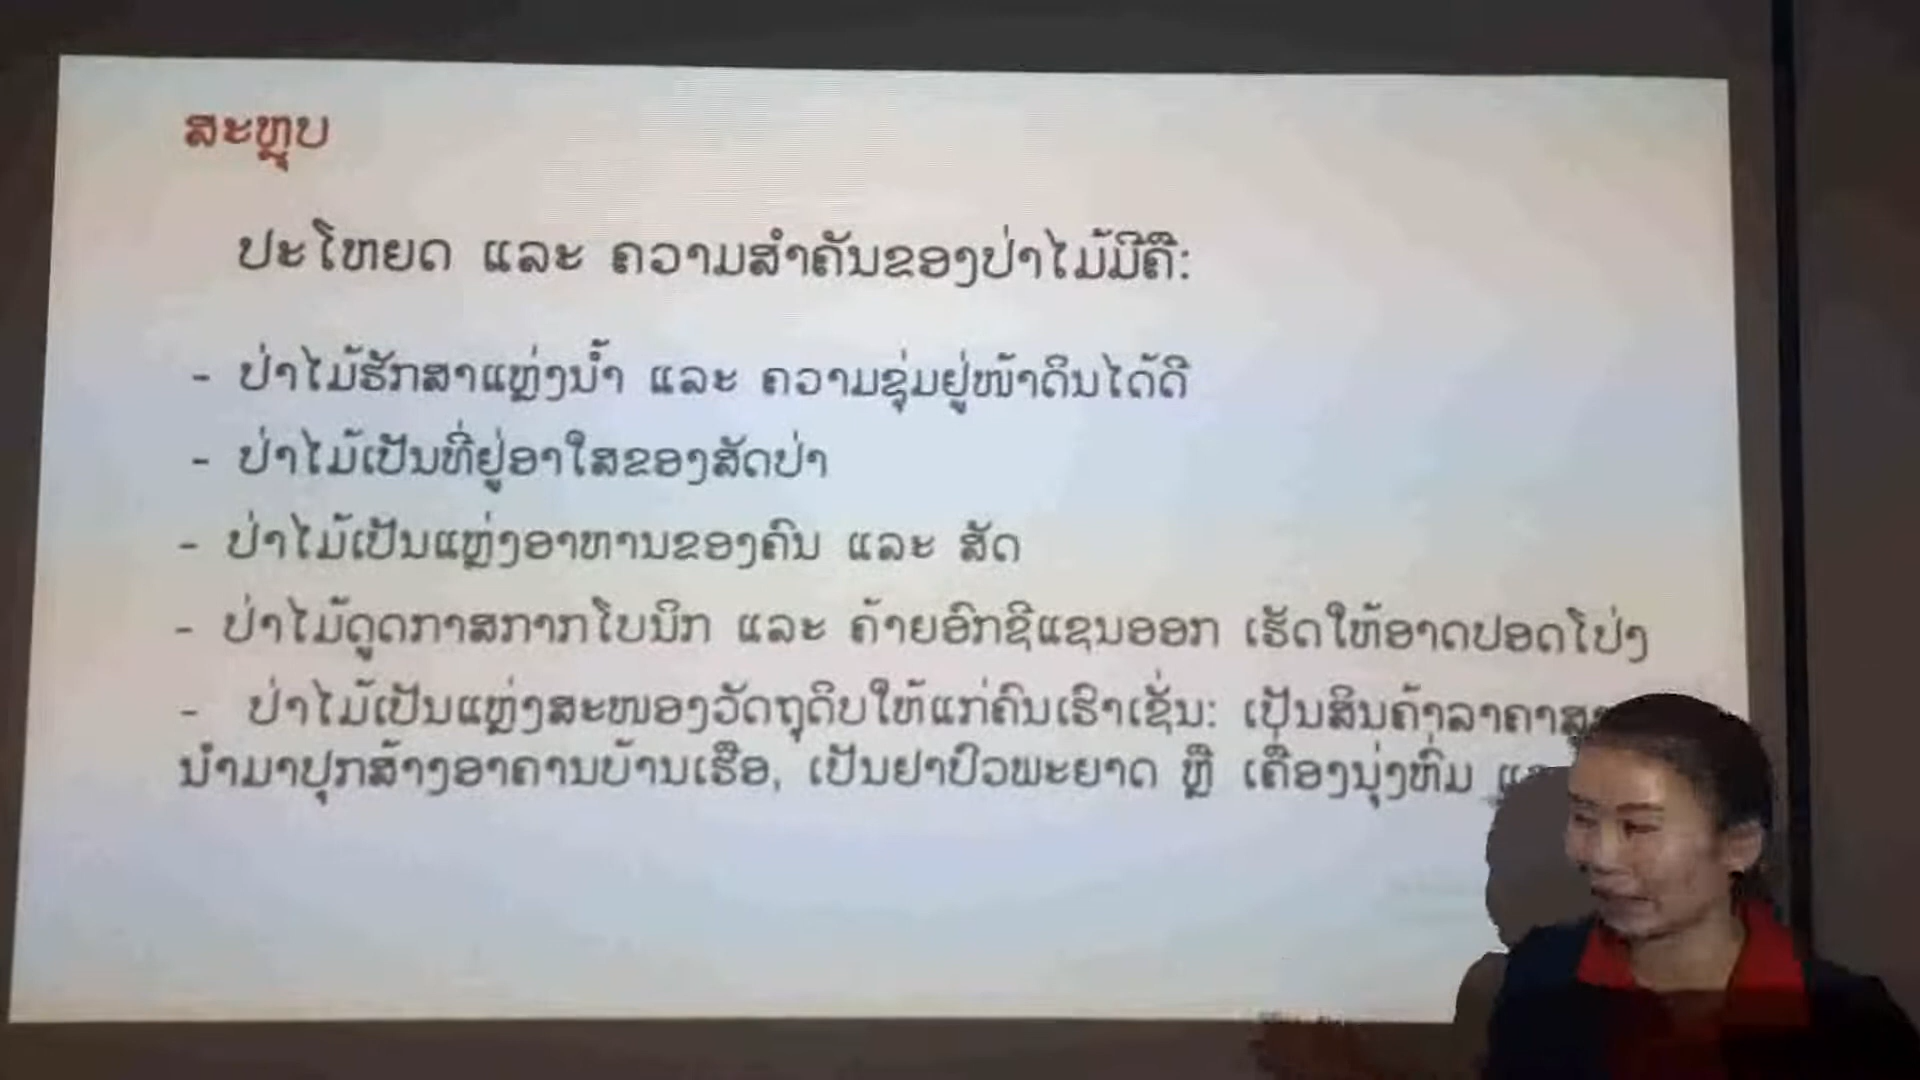 ສະຫຼຸບ
ປະໂຫຍດ ແລະ ຄວາມສຳຄັນຂອງປ່າໄມ້ມີຄື:
- ປ່າໄມ້ຮັກສາແຫຼ່ງນ້ຳ ແລະ ຄວາມຊຸ່ມຢູ່ໜ້າດິນໄດ້ດີ
- ປ່າໄມ້ເປັນທີ່ຢູ່ອາໃສຂອງສັດປ່າ
- ປ່າໄມ້ເປັນແຫຼ່ງອາຫານຂອງຄົນ ແລະ ສັດ
- ປ່າໄມ້ດູດກາສກາກໂບນິກ ແລະ ຄ້າຍອົກຊີແຊນອອກ ເຮັດໃຫ້ອາດປອດໂປ່ງ
- ປ່າໄມ້ເປັນແຫຼ່ງສະໜອງວັດຖຸດິບໃຫ້ແກ່ຄົນເຮົາເຊັ່ນ: ເປັນສິນຄ້າລາຄາ
ນຳມາປຸກສ້າງອາຄານບ້ານເຮືອ, ເປັນຢາປົວພະຍາດ ຫຼື ເຄື່ອງນຸ່ງຫົ່ມ